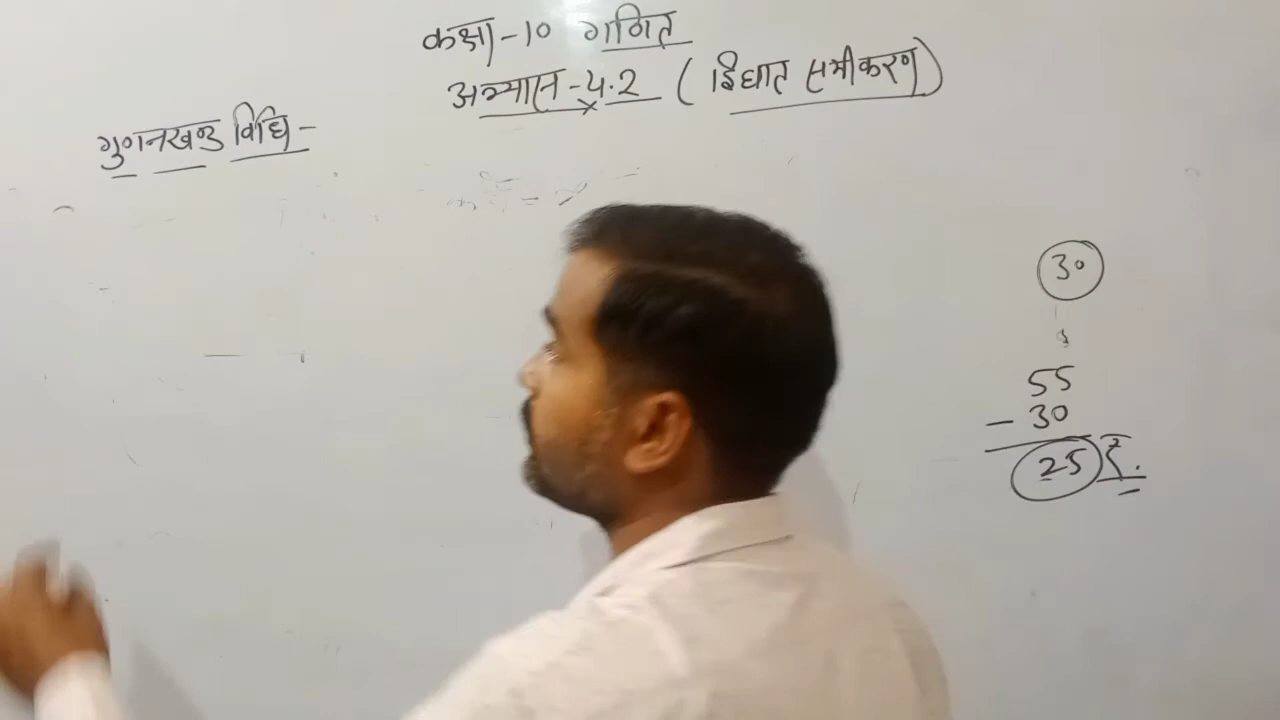 कक्षा-10 गणित
अभ्यास-4.2 (द्विघात समीकरण)
गुणनखण्ड विधि-
30
55
- 30
25 ₹.